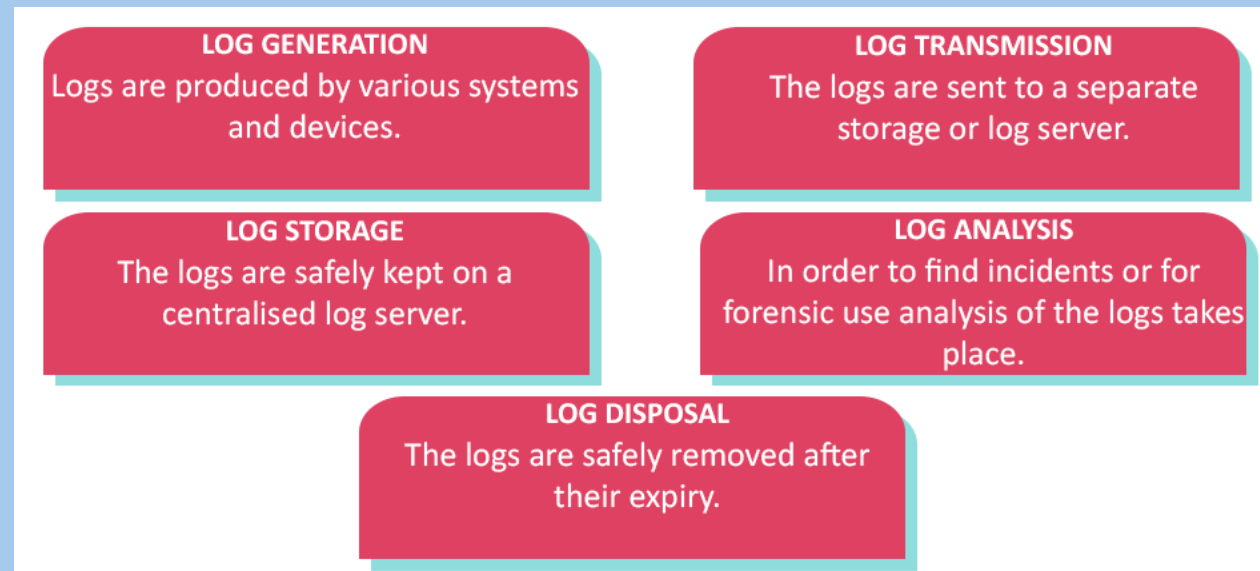 LOG GENERATION
Logs are produced by various systems
and devices.
LOG TRANSMISSION
The logs are sent to a separate
storage or log server.
LOG STORAGE
The logs are safely kept on a
centralised log server.
LOG ANALYSIS
In order to find incidents or for
forensic use analysis of the logs takes
place.
LOG DISPOSAL
The logs are safely removed after
their expiry.